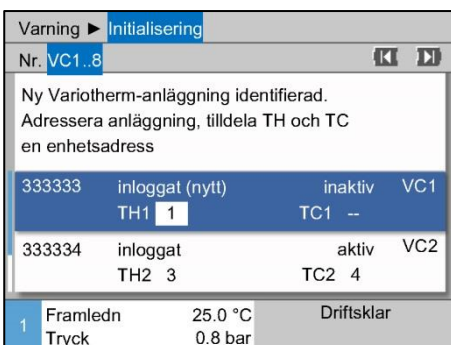 Varning ► Initialisering
Nr. VC1..8
Ny Variotherm-anläggning identifierad.
Adressera anläggning, tilldela TH och TC
en enhetsadress
333333 inloggat (nytt) inaktiv VC1
TH1 1 TC1 --
333334 inloggat aktiv VC2
TH2 3 TC2 4
1 Framledn 25.0 °C Driftsklar
Tryck 0.8 bar